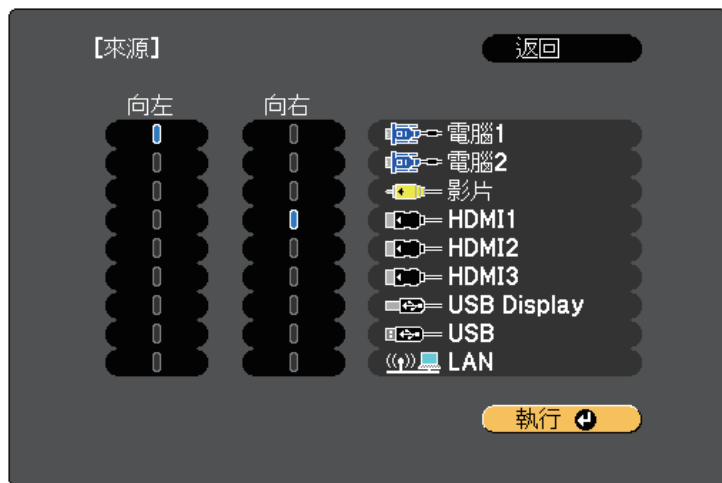 [來源]
返回
向左 向右
電腦1
電腦2
影片
HDMI1
HDMI2
HDMI3
USB Display
USB
LAN
執行